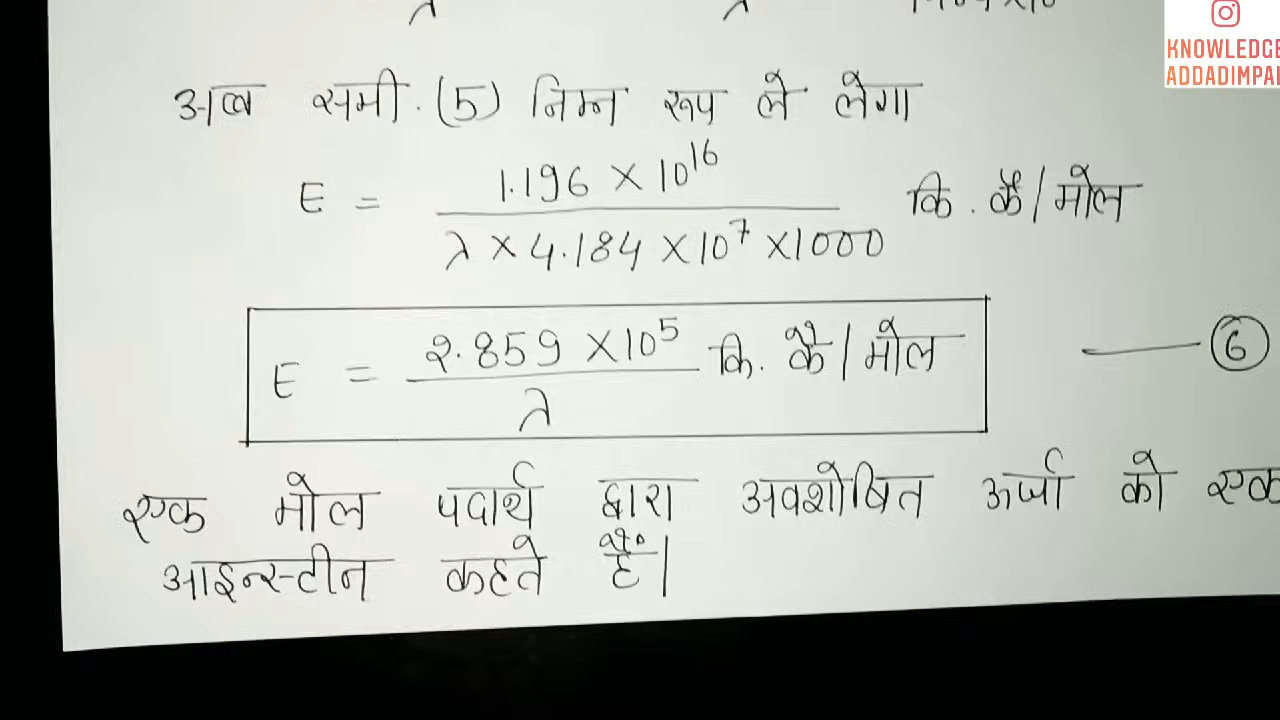 KNOWLEDGE
ADDADIMPAL
अब समी. (5) निम्न रूप ले लेगा
E = 1.196 × 10^16 / λ × 4.184 × 10^7 × 1000 कि. कै/मोल
E = 2.859 × 10^5 / λ कि. कै/मोल —— 6
एक मोल पदार्थ द्वारा अवशोषित ऊर्जा को एक
आइन्स्टीन कहते हैं।